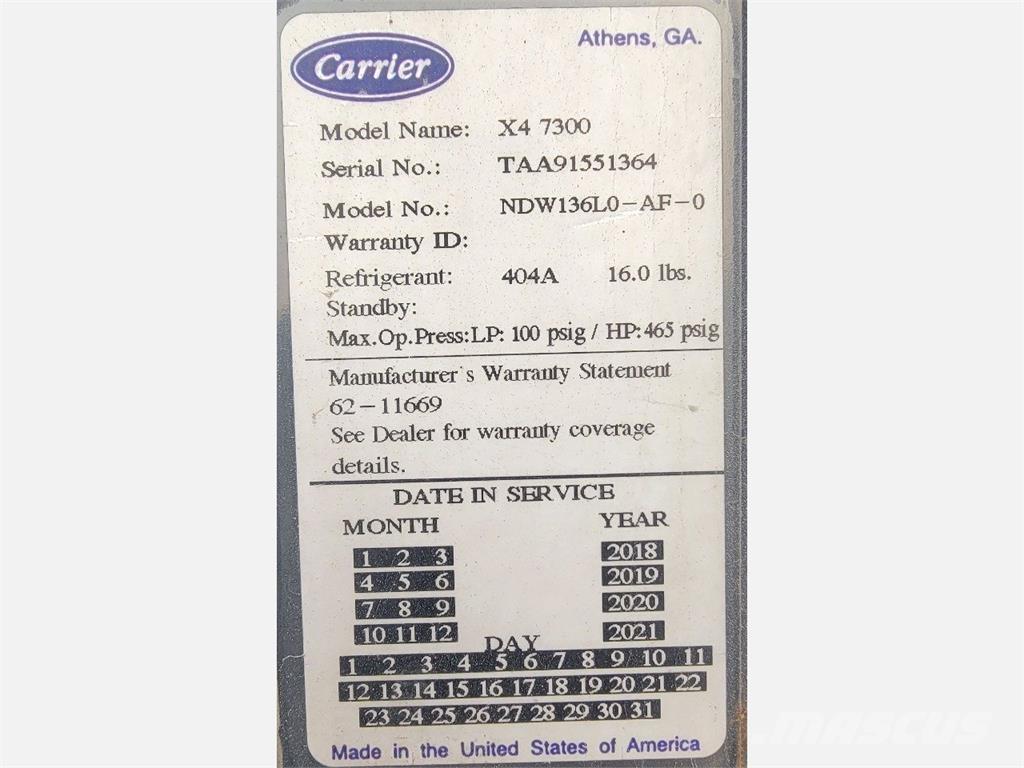 Carrier
Athens, GA.
Model Name: X4 7300
Serial No.: TAA91551364
Model No.: NDW136L0-AF-0
Warranty ID:
Refrigerant: 404A 16.0 lbs.
Standby:
Max.Op.Press:LP: 100 psig / HP:465 psig
Manufacturer's Warranty Statement
62-11669
See Dealer for warranty coverage
details.
DATE IN SERVICE
MONTH YEAR
1 2 3 2018
4 5 6 2019
7 8 9 2020
10 11 12 2021
DAY
1 2 3 4 5 6 7 8 9 10 11
12 13 14 15 16 17 18 19 20 21 22
23 24 25 26 27 28 29 30 31
Made in the United States of America
MASCUS